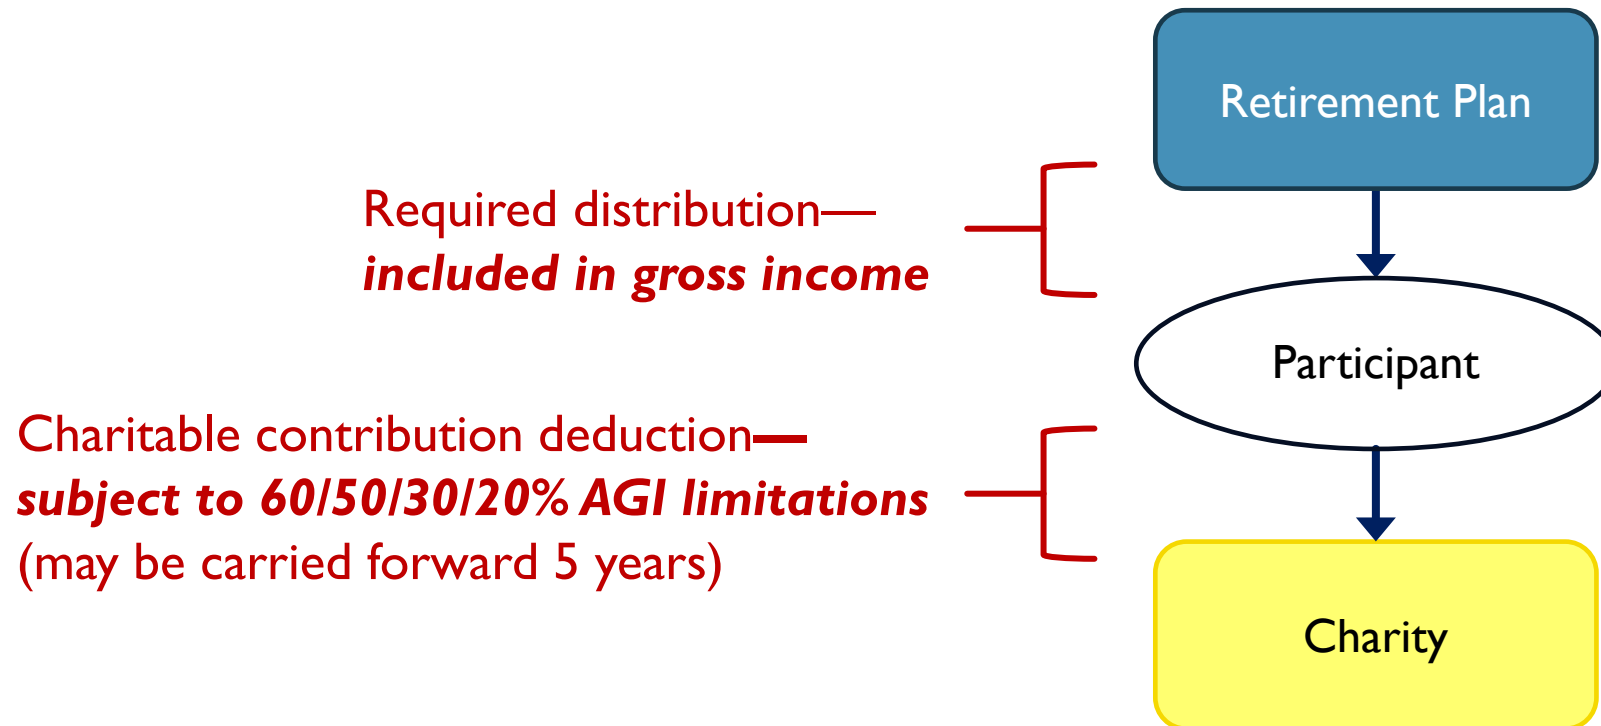 Retirement Plan
Required distribution—
included in gross income
Participant
Charitable contribution deduction—
subject to 60/50/30/20% AGI limitations
(may be carried forward 5 years)
Charity